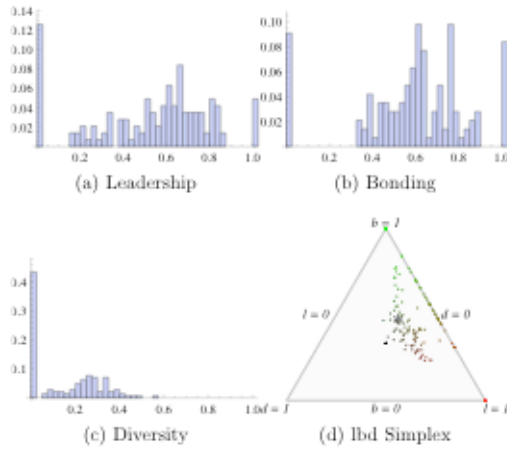 0.14
0.12
0.10
0.08
0.06
0.04
0.02
0.2 0.4 0.6 0.8 1.0
(a) Leadership
0.10
0.08
0.06
0.04
0.02
0.2 0.4 0.6 0.8 1.0
(b) Bonding
0.4
0.3
0.2
0.1
0.2 0.4 0.6 0.8 1.0
(c) Diversity
b = 1
l = 0 d = 0
d = 1 b = 0 l = 1
(d) lbd Simplex